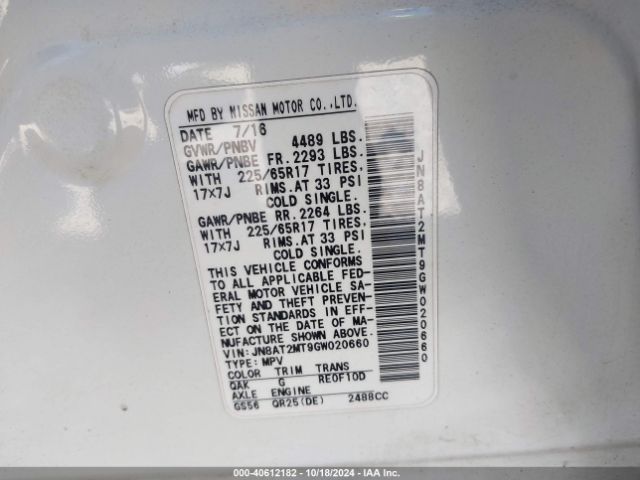 MFD BY NISSAN MOTOR CO.,LTD.
DATE 7/16
GVWR/PNBV 4489 LBS.
GAWR/PNBE FR. 2293 LBS.
WITH 225/65R17 TIRES,
17X7J RIMS. AT 33 PSI
COLD SINGLE.
GAWR/PNBE RR. 2264 LBS.
WITH 225/65R17 TIRES,
17X7J RIMS. AT 33 PSI
COLD SINGLE.
THIS VEHICLE CONFORMS
TO ALL APPLICABLE FED-
ERAL MOTOR VEHICLE SA-
FETY AND THEFT PREVEN-
TION STANDARDS IN EFF-
ECT ON THE DATE OF MA-
NUFACTURE SHOWN ABOVE.
VIN: JN8AT2MT9GW020660
TYPE: MPV
COLOR TRIM TRANS
QAK G RE0F10D
AXLE ENGINE
GS56 QR25(DE) 2488CC
JN8AT2MT9GW020660
000-40612182 - 10/18/2024 - IAA Inc.